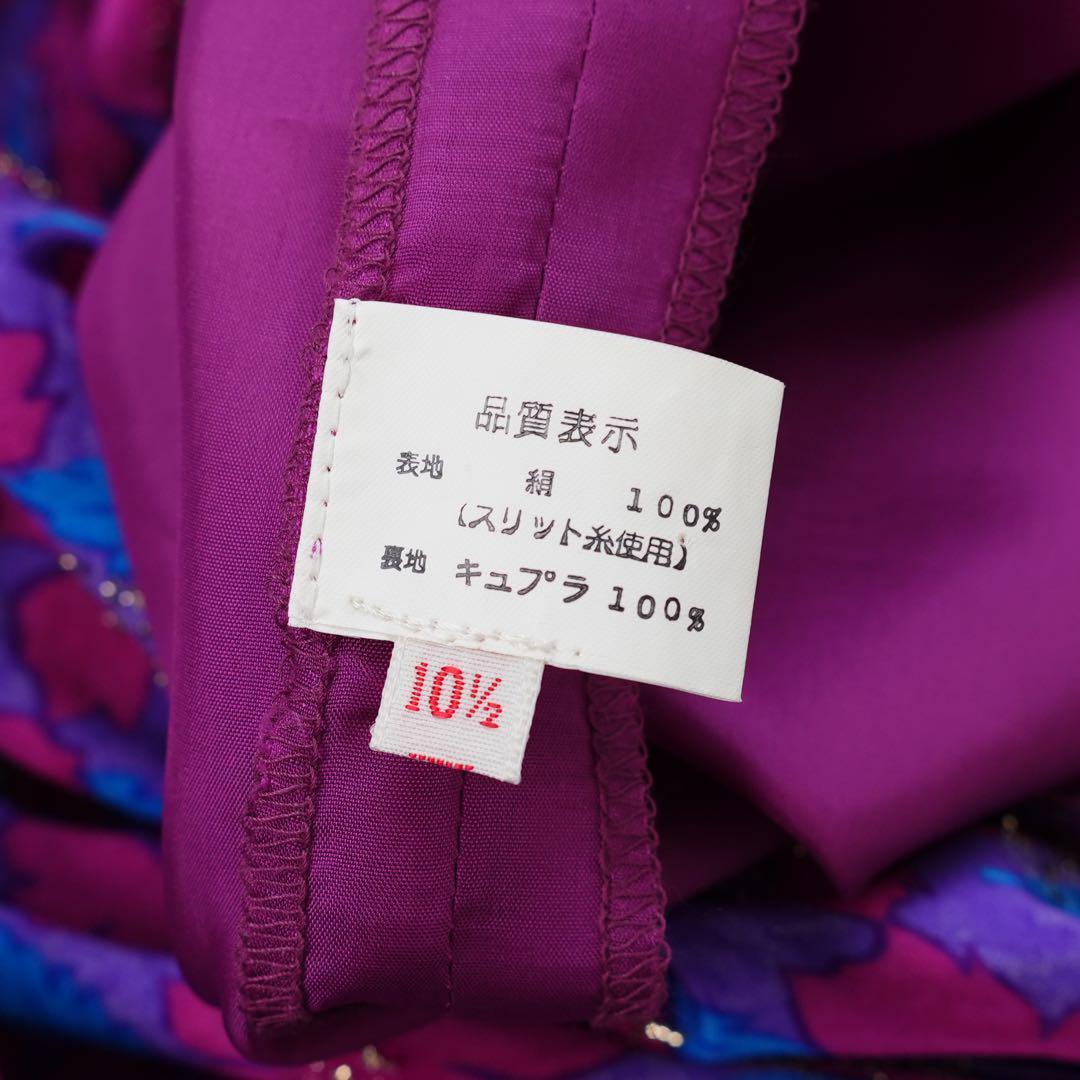 品質表示
表地 絹 100%
(スリット糸使用)
裏地 キュプラ 100%
10½